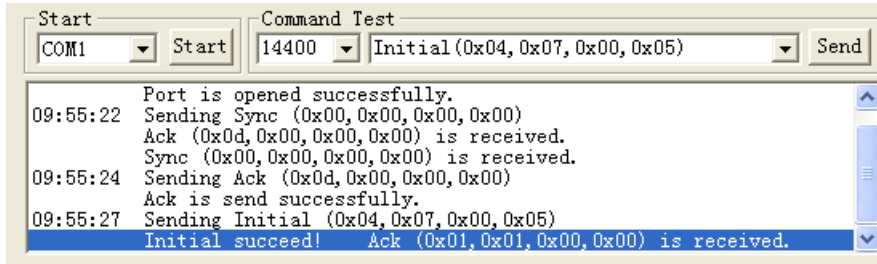 Start
Command Test
COM1 Start 14400 Initial(0x04,0x07,0x00,0x05) Send
Port is opened successfully.
09:55:22 Sending Sync (0x00,0x00,0x00,0x00)
Ack (0x0d,0x00,0x00,0x00) is received.
Sync (0x00,0x00,0x00,0x00) is received.
09:55:24 Sending Ack (0x0d,0x00,0x00,0x00)
Ack is send successfully.
09:55:27 Sending Initial (0x04,0x07,0x00,0x05)
Initial succeed! Ack (0x01,0x01,0x00,0x00) is received.